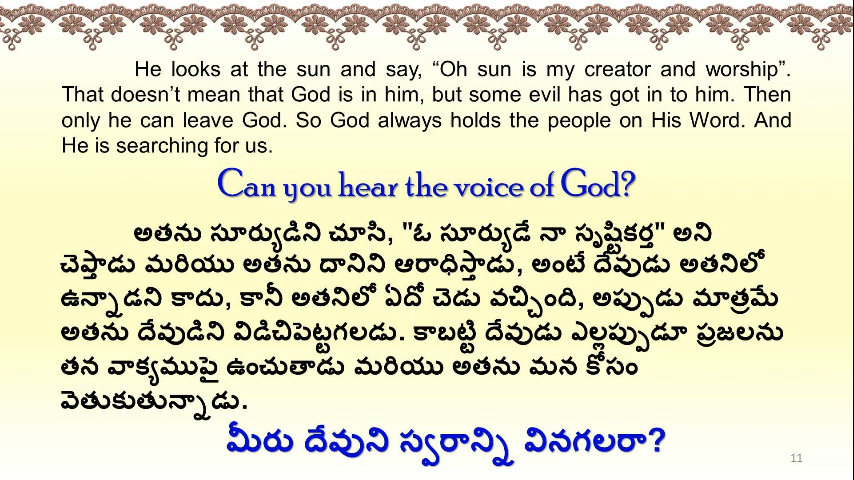 He looks at the sun and say, “Oh sun is my creator and worship”.
That doesn’t mean that God is in him, but some evil has got in to him. Then
only he can leave God. So God always holds the people on His Word. And
He is searching for us.
Can you hear the voice of God?
అతను సూర్యుడిని చూసి, "ఓ సూర్యుడే నా సృష్టికర్త" అని
చెప్తాడు మరియు అతను దానిని ఆరాధిస్తాడు, అంటే దేవుడు అతనిలో
ఉన్నాడని కాదు, కానీ అతనిలో ఏదో చెడు వచ్చింది, అప్పుడు మాత్రమే
అతను దేవుడిని విడిచిపెట్టగలడు. కాబట్టి దేవుడు ఎల్లప్పుడూ ప్రజలను
తన వాక్యముపై ఉంచుతాడు మరియు అతను మన కోసం
వెతుకుతున్నాడు.
మీరు దేవుని స్వరాన్ని వినగలరా?
11